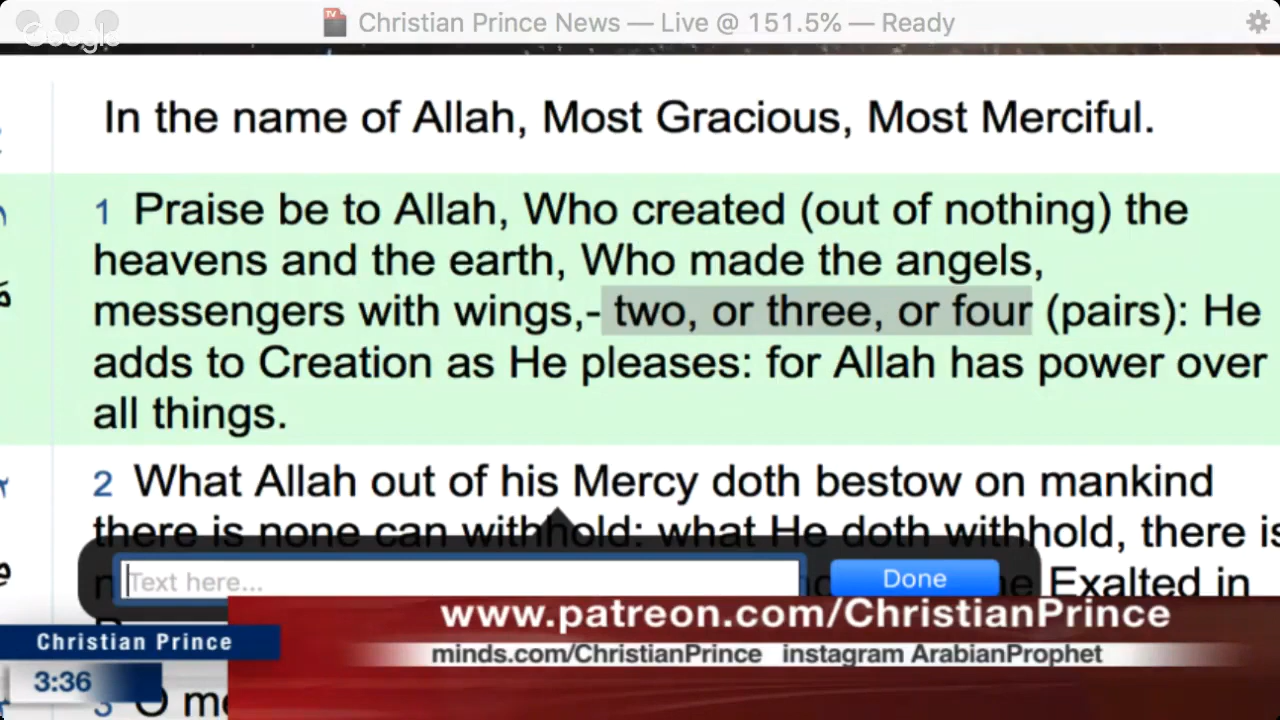 Christian Prince News — Live @ 151.5% — Ready
Google
In the name of Allah, Most Gracious, Most Merciful.
1 Praise be to Allah, Who created (out of nothing) the
heavens and the earth, Who made the angels,
messengers with wings,- two, or three, or four (pairs): He
adds to Creation as He pleases: for Allah has power over
all things.
2 What Allah out of his Mercy doth bestow on mankind
there is none can withhold: what He doth withhold, there is
Exalted in
Text here...
Done
www.patreon.com/ChristianPrince
Christian Prince
minds.com/ChristianPrince instagram ArabianProphet
3:36
3 O